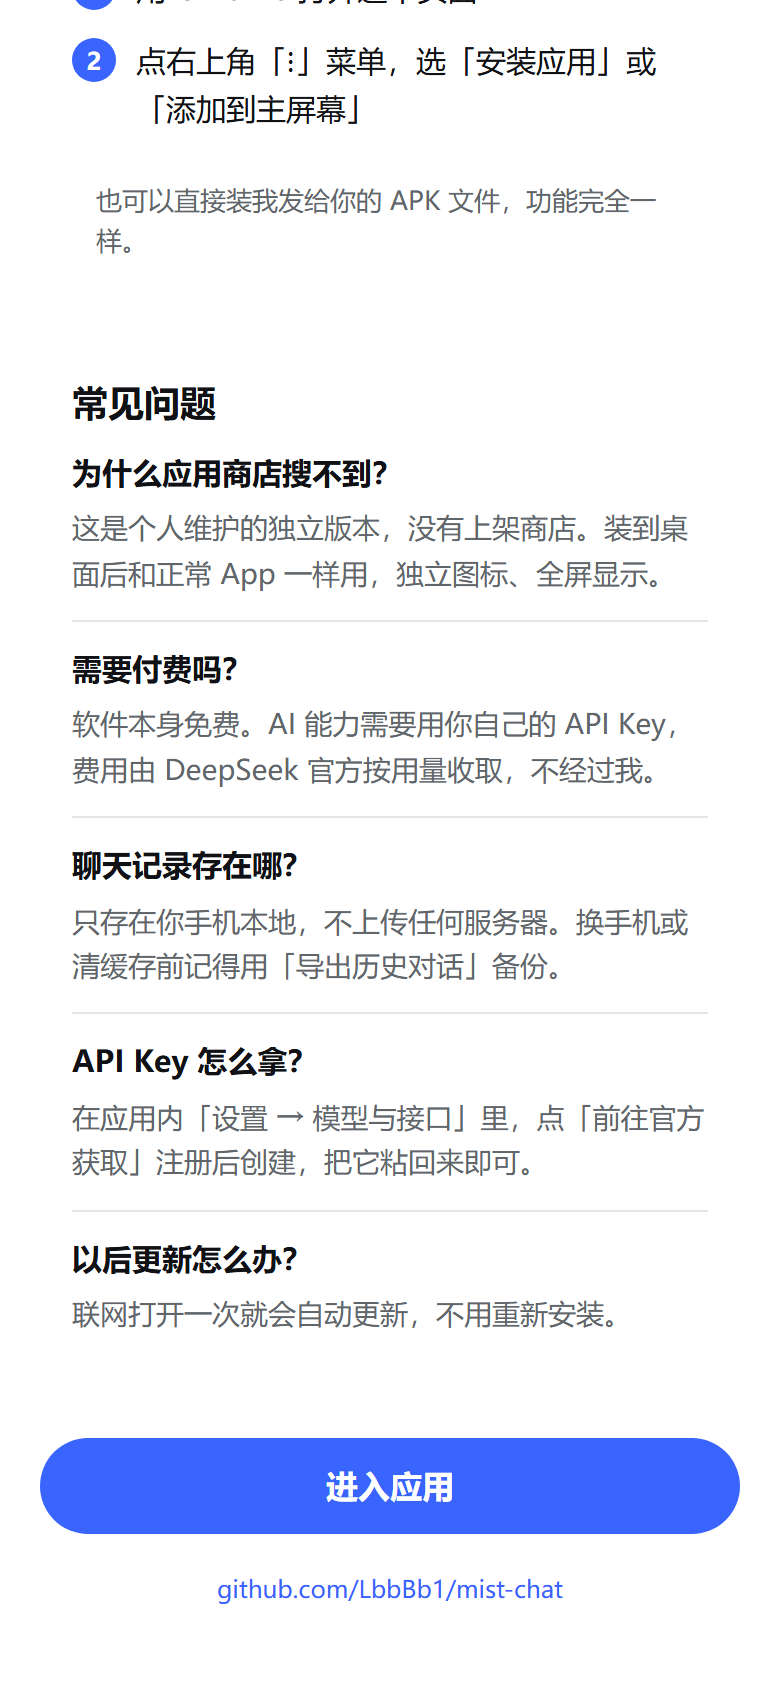 2 点右上角「⋮」菜单，选「安装应用」或
「添加到主屏幕」
也可以直接装我发给你的 APK 文件，功能完全一
样。
常见问题
为什么应用商店搜不到？
这是个人维护的独立版本，没有上架商店。装到桌
面后和正常 App 一样用，独立图标、全屏显示。
需要付费吗？
软件本身免费。AI 能力需要用你自己的 API Key，
费用由 DeepSeek 官方按用量收取，不经过我。
聊天记录存在哪？
只存在你手机本地，不上传任何服务器。换手机或
清缓存前记得用「导出历史对话」备份。
API Key 怎么拿？
在应用内「设置 → 模型与接口」里，点「前往官方
获取」注册后创建，把它粘回来即可。
以后更新怎么办？
联网打开一次就会自动更新，不用重新安装。
进入应用
github.com/LbbBb1/mist-chat